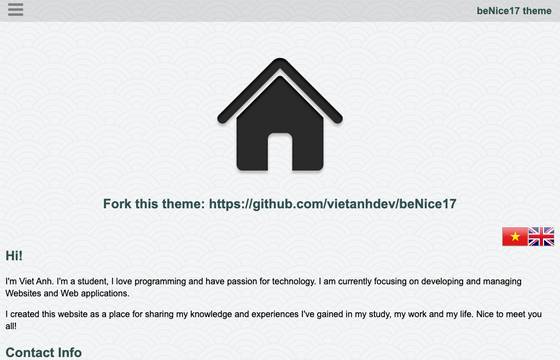 beNice17 theme
Fork this theme: https://github.com/vietanhdev/beNice17
Hi!
I'm Viet Anh. I'm a student, I love programming and have passion for technology. I am currently focusing on developing and managing
Websites and Web applications.
I created this website as a place for sharing my knowledge and experiences I've gained in my study, my work and my life. Nice to meet you
all!
Contact Info